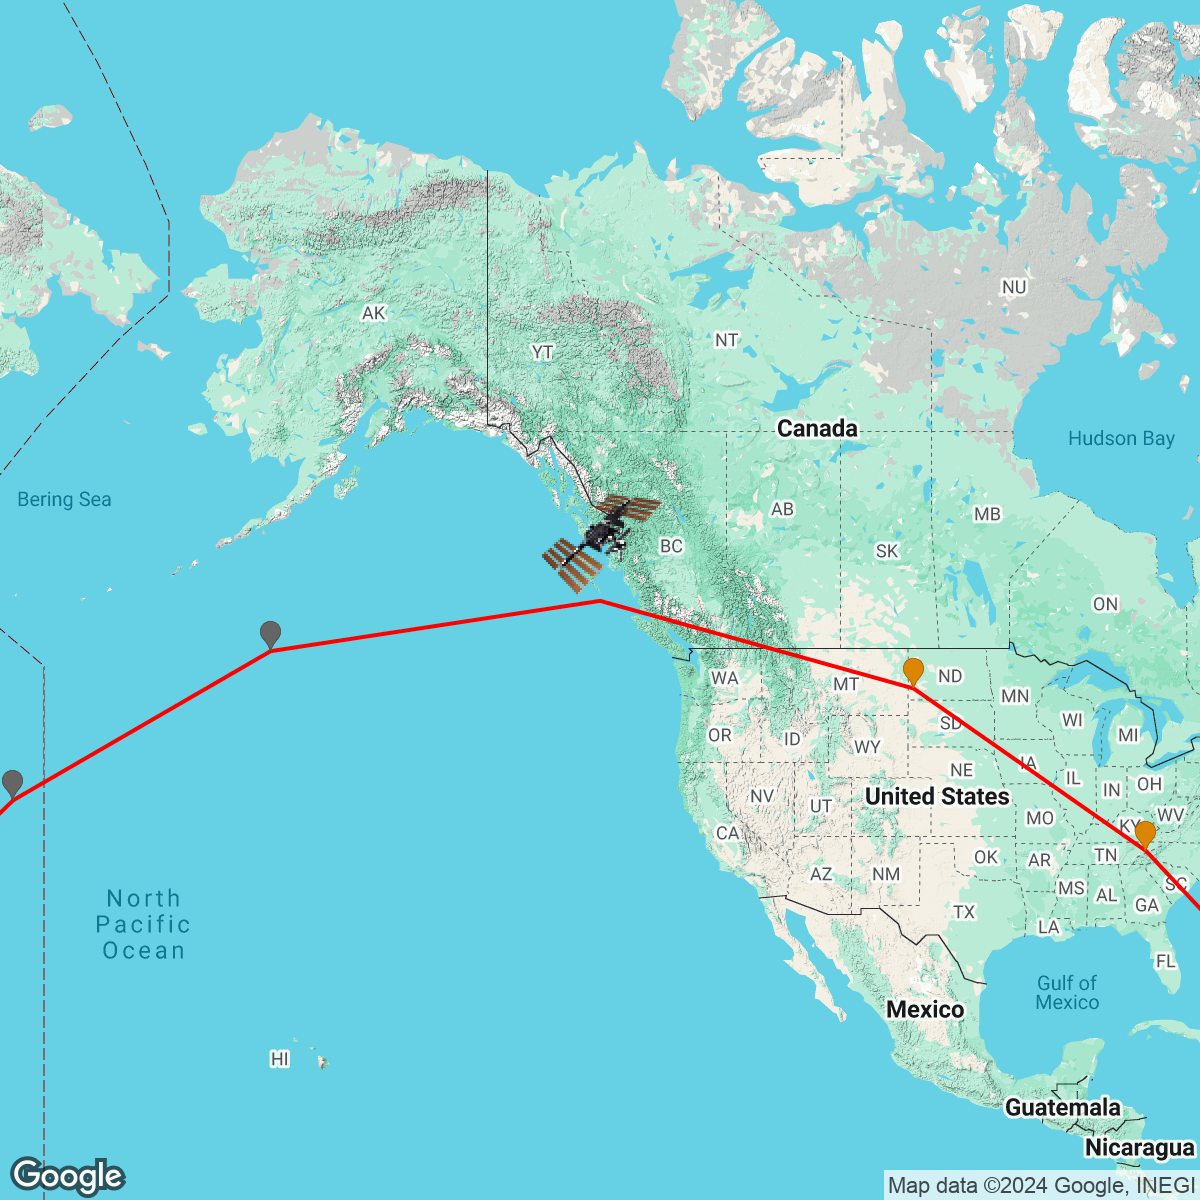 NU
AK
NT
YT
Canada
Hudson Bay
Bering Sea
AB
MB
BC
SK
ON
WA
MT
ND
MN
OR
ID
WY
SD
WI
MI
NE
IA
IL
IN
OH
NV
UT
United States
WV
CA
MO
KY
AZ
NM
OK
AR
TN
TX
MS
AL
GA
SC
LA
FL
North
Pacific
Ocean
Gulf of
Mexico
Mexico
HI
Guatemala
Nicaragua
Google
Map data ©2024 Google, INEGI